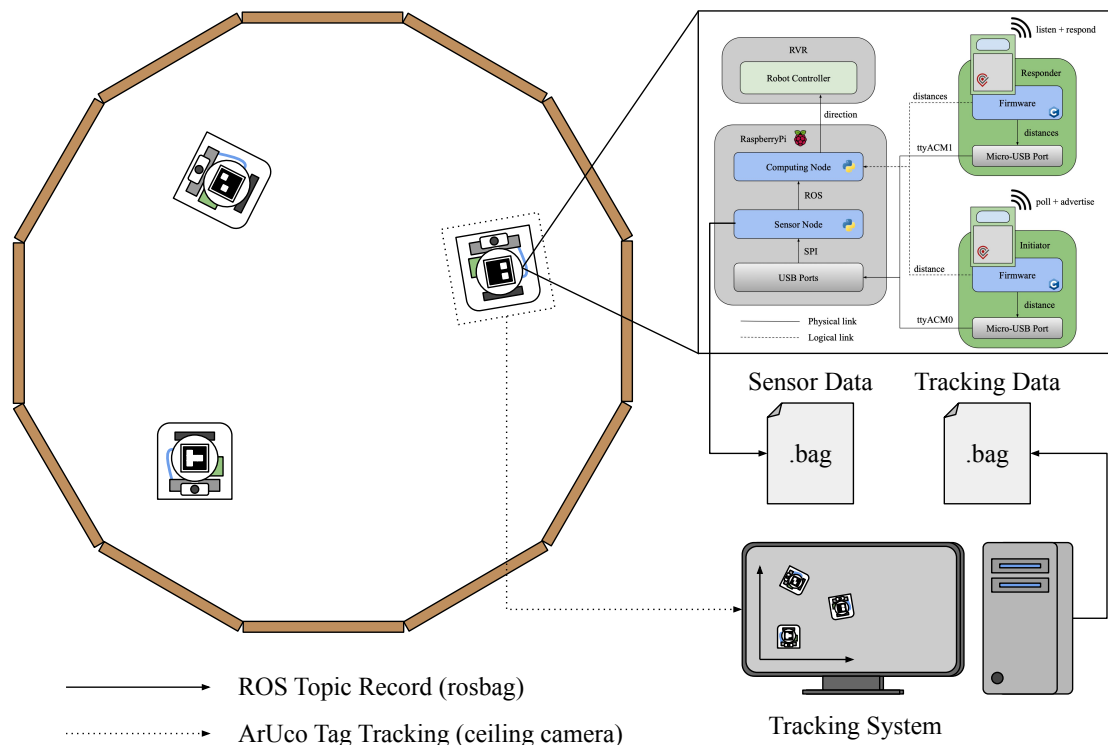 RVR
Robot Controller
direction
RaspberryPi
Computing Node
ROS
Sensor Node
SPI
USB Ports
Physical link
Logical link
listen + respond
Responder
distances
Firmware
C
distances
ttyACM1
Micro-USB Port
poll + advertise
Initiator
distance
Firmware
C
distance
ttyACM0
Micro-USB Port
Sensor Data
Tracking Data
.bag
.bag
ROS Topic Record (rosbag)
ArUco Tag Tracking (ceiling camera)
Tracking System